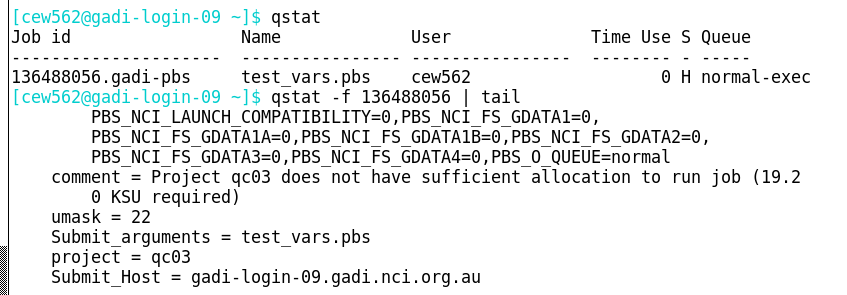 [cew562@gadi-login-09 ~]$ qstat
Job id                 Name             User              Time Use S Queue
---------------------  ---------------- ----------------  -------- - -----
136488056.gadi-pbs     test_vars.pbs    cew562                   0 H normal-exec
[cew562@gadi-login-09 ~]$ qstat -f 136488056 | tail
        PBS_NCI_LAUNCH_COMPATIBILITY=0,PBS_NCI_FS_GDATA1=0,
        PBS_NCI_FS_GDATA1A=0,PBS_NCI_FS_GDATA1B=0,PBS_NCI_FS_GDATA2=0,
        PBS_NCI_FS_GDATA3=0,PBS_NCI_FS_GDATA4=0,PBS_O_QUEUE=normal
    comment = Project qc03 does not have sufficient allocation to run job (19.2
        0 KSU required)
    umask = 22
    Submit_arguments = test_vars.pbs
    project = qc03
    Submit_Host = gadi-login-09.gadi.nci.org.au